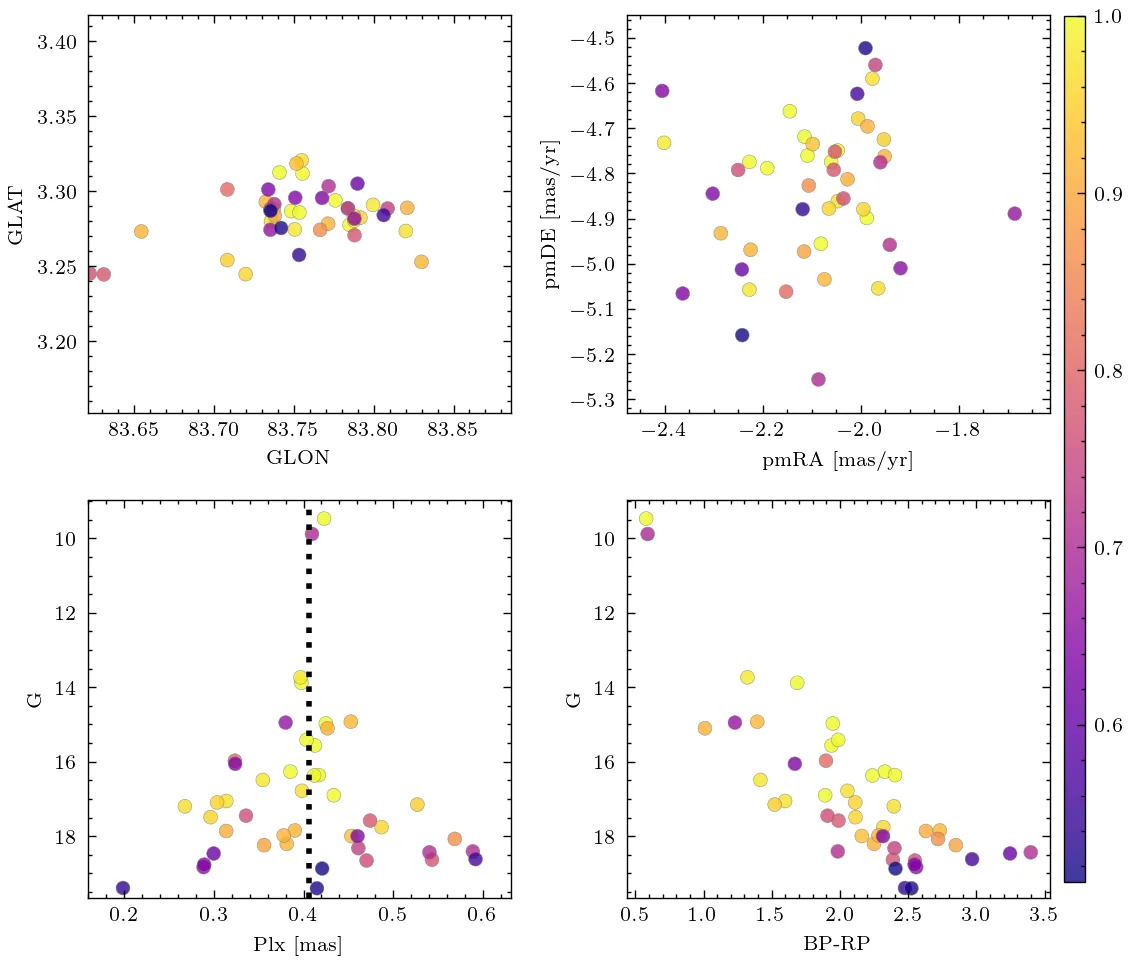 3.40
3.30
3.25
3.20
GLAT
83.65 83.70 83.75 83.80 83.85
GLON
−4.5
−4.6
−4.7
−4.8
−4.9
−5.0
−5.1
−5.2
−5.3
pmDE [mas/yr]
−2.4 −2.2 −2.0 −1.8
pmRA [mas/yr]
1.0
0.9
0.8
0.7
0.6
10
12
14
16
18
G
0.2 0.3 0.4 0.5 0.6
Plx [mas]
10
12
14
16
18
G
0.5 1.0 1.5 2.0 2.5 3.0 3.5
BP-RP